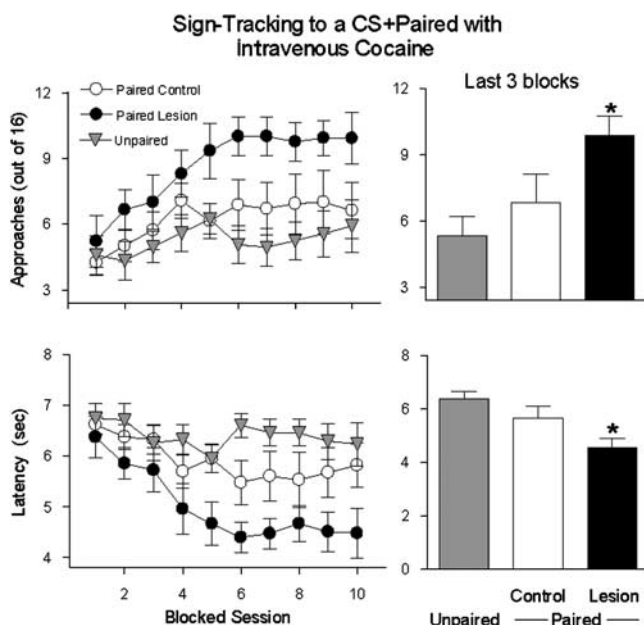 Sign-Tracking to a CS+Paired with
Intravenous Cocaine
Paired Control
Paired Lesion
Unpaired
Approaches (out of 16)
12
9
6
3
Last 3 blocks
12
9
6
3
*
Latency (sec)
8
7
6
5
4
2
4
6
8
10
Blocked Session
8
6
4
2
0
*
Control
Lesion
Unpaired
Paired